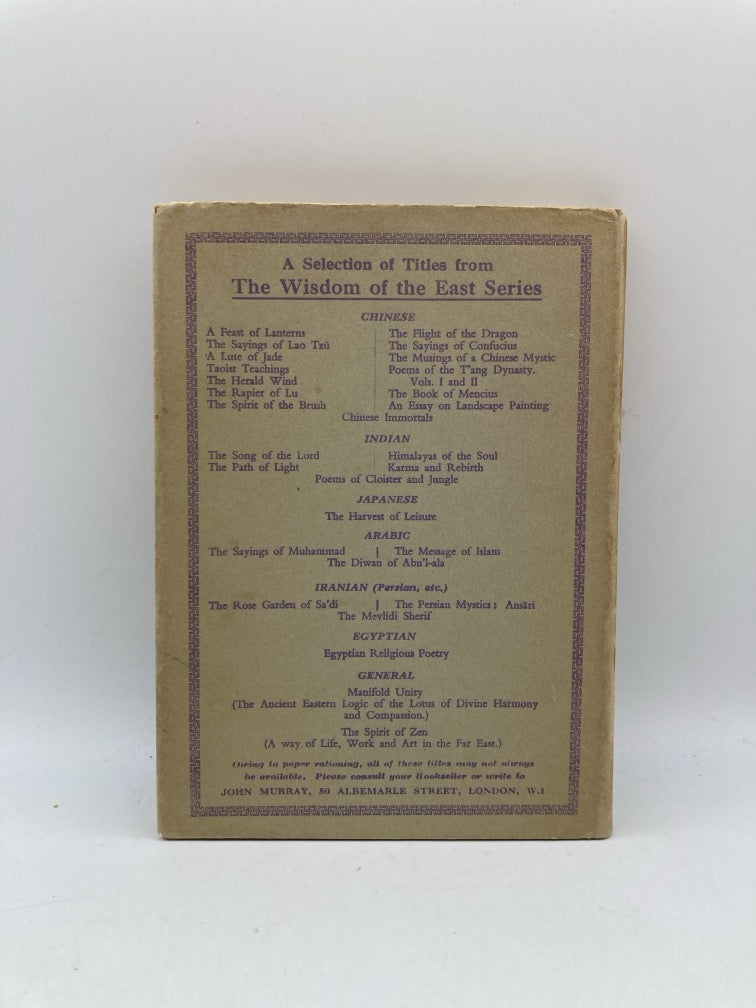 A Selection of Titles from
The Wisdom of the East Series
CHINESE
A Feast of Lanterns
The Sayings of Lao Tzŭ
A Lute of Jade
Taoist Teachings
The Herald Wind
The Rapier of Lu
The Spirit of the Brush
The Flight of the Dragon
The Sayings of Confucius
The Musings of a Chinese Mystic
Poems of the T'ang Dynasty.
Vols. I and II
The Book of Mencius
An Essay on Landscape Painting
Chinese Immortals
INDIAN
The Song of the Lord
The Path of Light
Himalayas of the Soul
Karma and Rebirth
Poems of Cloister and Jungle
JAPANESE
The Harvest of Leisure
ARABIC
The Sayings of Muhammad | The Message of Islam
The Diwan of Abu'l-ala
IRANIAN (Persian, etc.)
The Rose Garden of Sa'di | The Persian Mystics: Ansāri
The Mevlidi Sherif
EGYPTIAN
Egyptian Religious Poetry
GENERAL
Manifold Unity
(The Ancient Eastern Logic of the Lotus of Divine Harmony
and Compassion.)
The Spirit of Zen
(A way of Life, Work and Art in the Far East.)
Owing to paper rationing, all of these titles may not always
be available. Please consult your Bookseller or write to
JOHN MURRAY, 50 ALBEMARLE STREET, LONDON, W.1